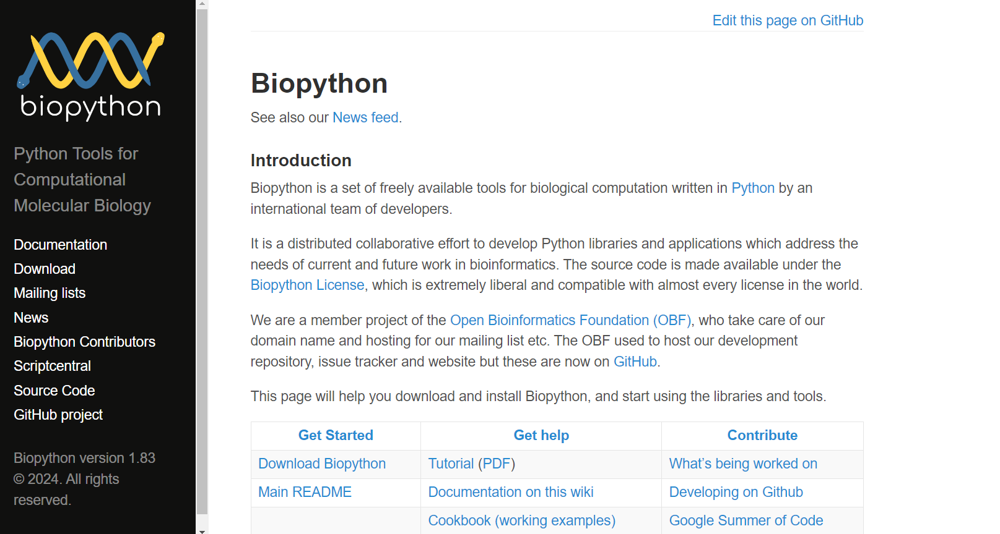 biopython
Python Tools for
Computational
Molecular Biology
Documentation
Download
Mailing lists
News
Biopython Contributors
Scriptcentral
Source Code
GitHub project
Biopython version 1.83
© 2024. All rights
reserved.
Edit this page on GitHub
Biopython
See also our News feed.
Introduction
Biopython is a set of freely available tools for biological computation written in Python by an
international team of developers.
It is a distributed collaborative effort to develop Python libraries and applications which address the
needs of current and future work in bioinformatics. The source code is made available under the
Biopython License, which is extremely liberal and compatible with almost every license in the world.
We are a member project of the Open Bioinformatics Foundation (OBF), who take care of our
domain name and hosting for our mailing list etc. The OBF used to host our development
repository, issue tracker and website but these are now on GitHub.
This page will help you download and install Biopython, and start using the libraries and tools.
Get Started Get help Contribute
Download Biopython Tutorial (PDF) What’s being worked on
Main README Documentation on this wiki Developing on Github
Cookbook (working examples) Google Summer of Code